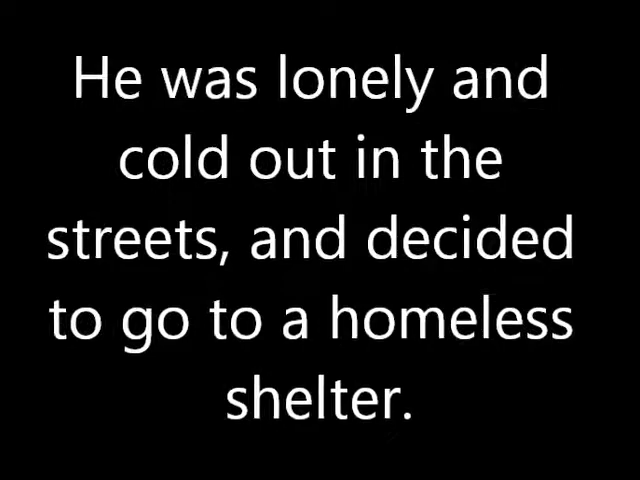 He was lonely and
cold out in the
streets, and decided
to go to a homeless
shelter.